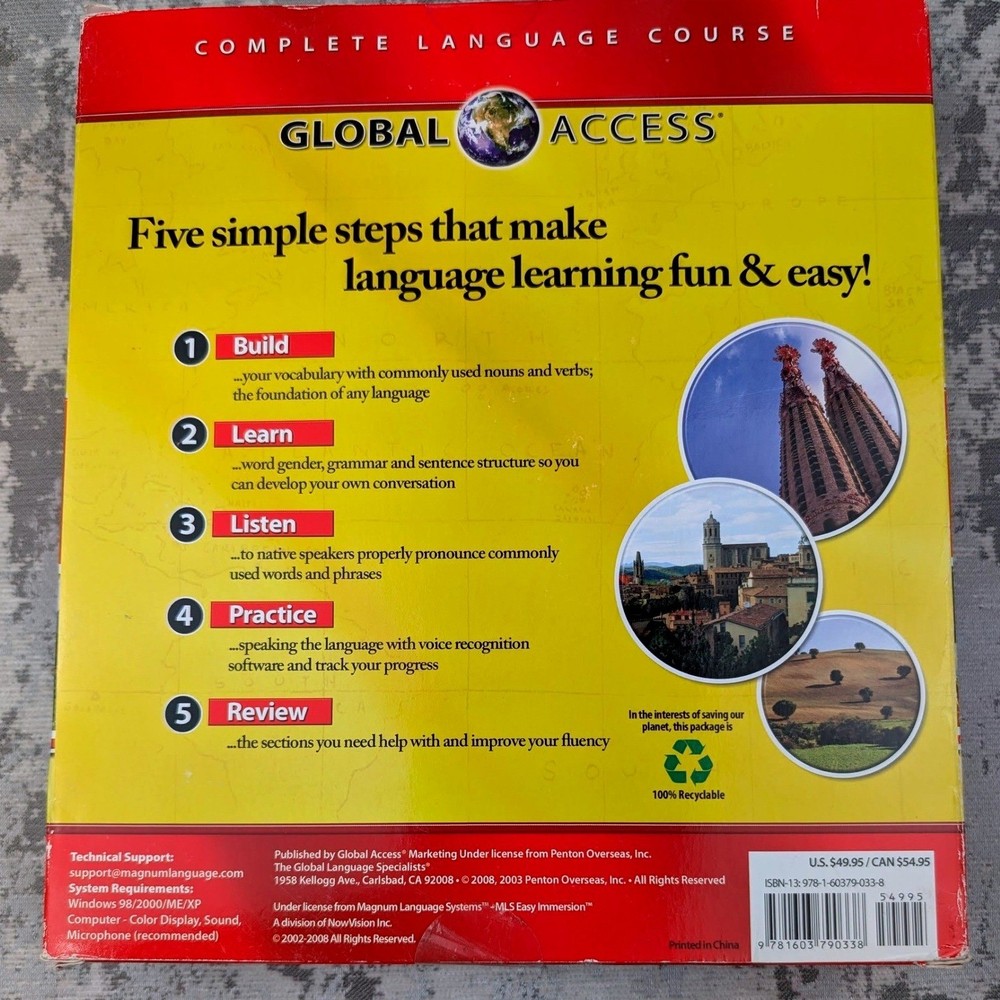 COMPLETE LANGUAGE COURSE
GLOBAL ACCESS®
Five simple steps that make
language learning fun & easy!
1 Build
...your vocabulary with commonly used nouns and verbs;
the foundation of any language
2 Learn
...word gender, grammar and sentence structure so you
can develop your own conversation
3 Listen
...to native speakers properly pronounce commonly
used words and phrases
4 Practice
...speaking the language with voice recognition
software and track your progress
5 Review
...the sections you need help with and improve your fluency
In the interests of saving our
planet, this package is
100% Recyclable
Technical Support:
support@magnumlanguage.com
System Requirements:
Windows 98/2000/ME/XP
Computer - Color Display, Sound,
Microphone (recommended)
Published by Global Access® Marketing Under license from Penton Overseas, Inc.
The Global Language Specialists®
1958 Kellogg Ave., Carlsbad, CA 92008 • © 2008, 2003 Penton Overseas, Inc. • All Rights Reserved
Under license from Magnum Language Systems™ - MLS Easy Immersion™
A division of NowVision Inc.
© 2002-2008 All Rights Reserved.
Printed in China
U.S. $49.95 / CAN $54.95
ISBN-13: 978-1-60379-033-8
54995
9 781603 790338